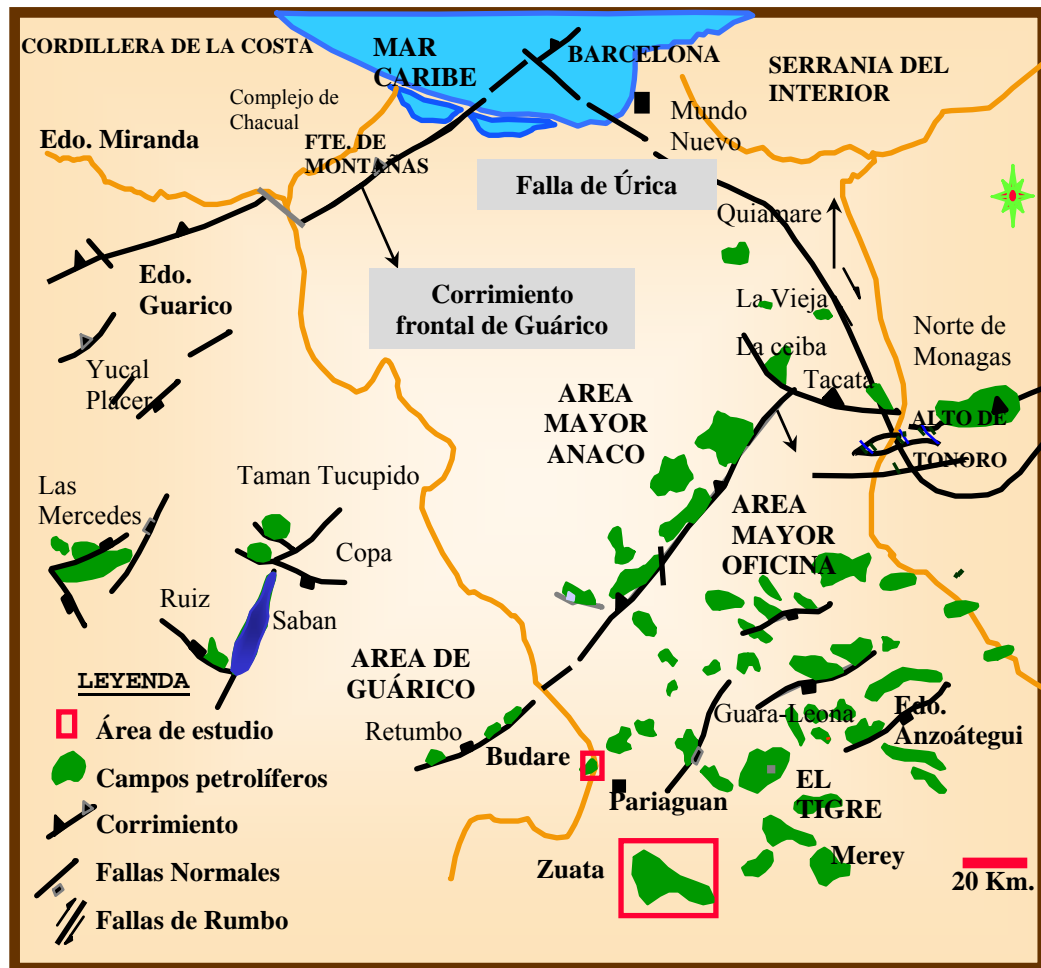 CORDILLERA DE LA COSTA
MAR
CARIBE
BARCELONA
SERRANIA DEL
INTERIOR
Complejo de
Chacual
Mundo
Nuevo
Edo. Miranda
FTE. DE
MONTAÑAS
Falla de Úrica
Quiamare
Edo.
Guarico
Corrimiento
frontal de Guárico
La Vieja
Norte de
Monagas
La ceiba
Yucal
Placer
Tacata
AREA
MAYOR
ANACO
ALTO DE
TONORO
Taman Tucupido
Las
Mercedes
AREA
MAYOR
OFICINA
Copa
Ruiz
Saban
AREA DE
GUÁRICO
LEYENDA
Guara-Leona
Edo.
Anzoátegui
Área de estudio
Retumbo
Budare
Campos petrolíferos
EL
TIGRE
Pariaguan
Corrimiento
Merey
Zuata
Fallas Normales
20 Km.
Fallas de Rumbo